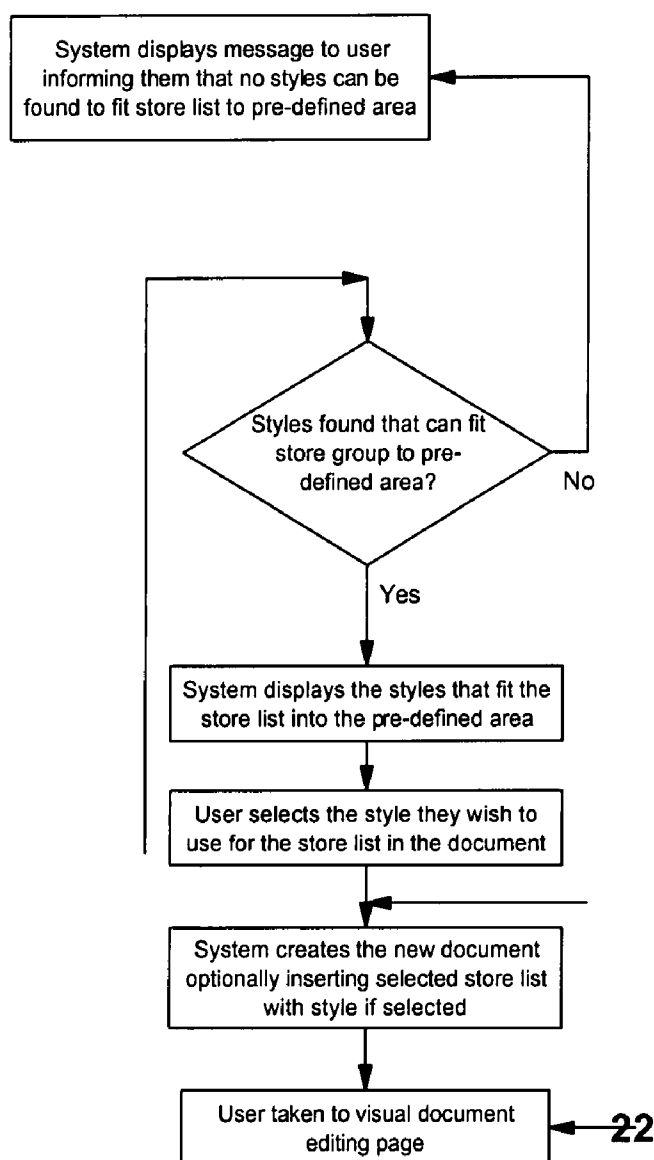 System displays message to user
informing them that no styles can be
found to fit store list to pre-defined area
Styles found that can fit
store group to pre-
defined area?
No
Yes
System displays the styles that fit the
store list into the pre-defined area
User selects the style they wish to
use for the store list in the document
System creates the new document
optionally inserting selected store list
with style if selected
User taken to visual document
editing page
22